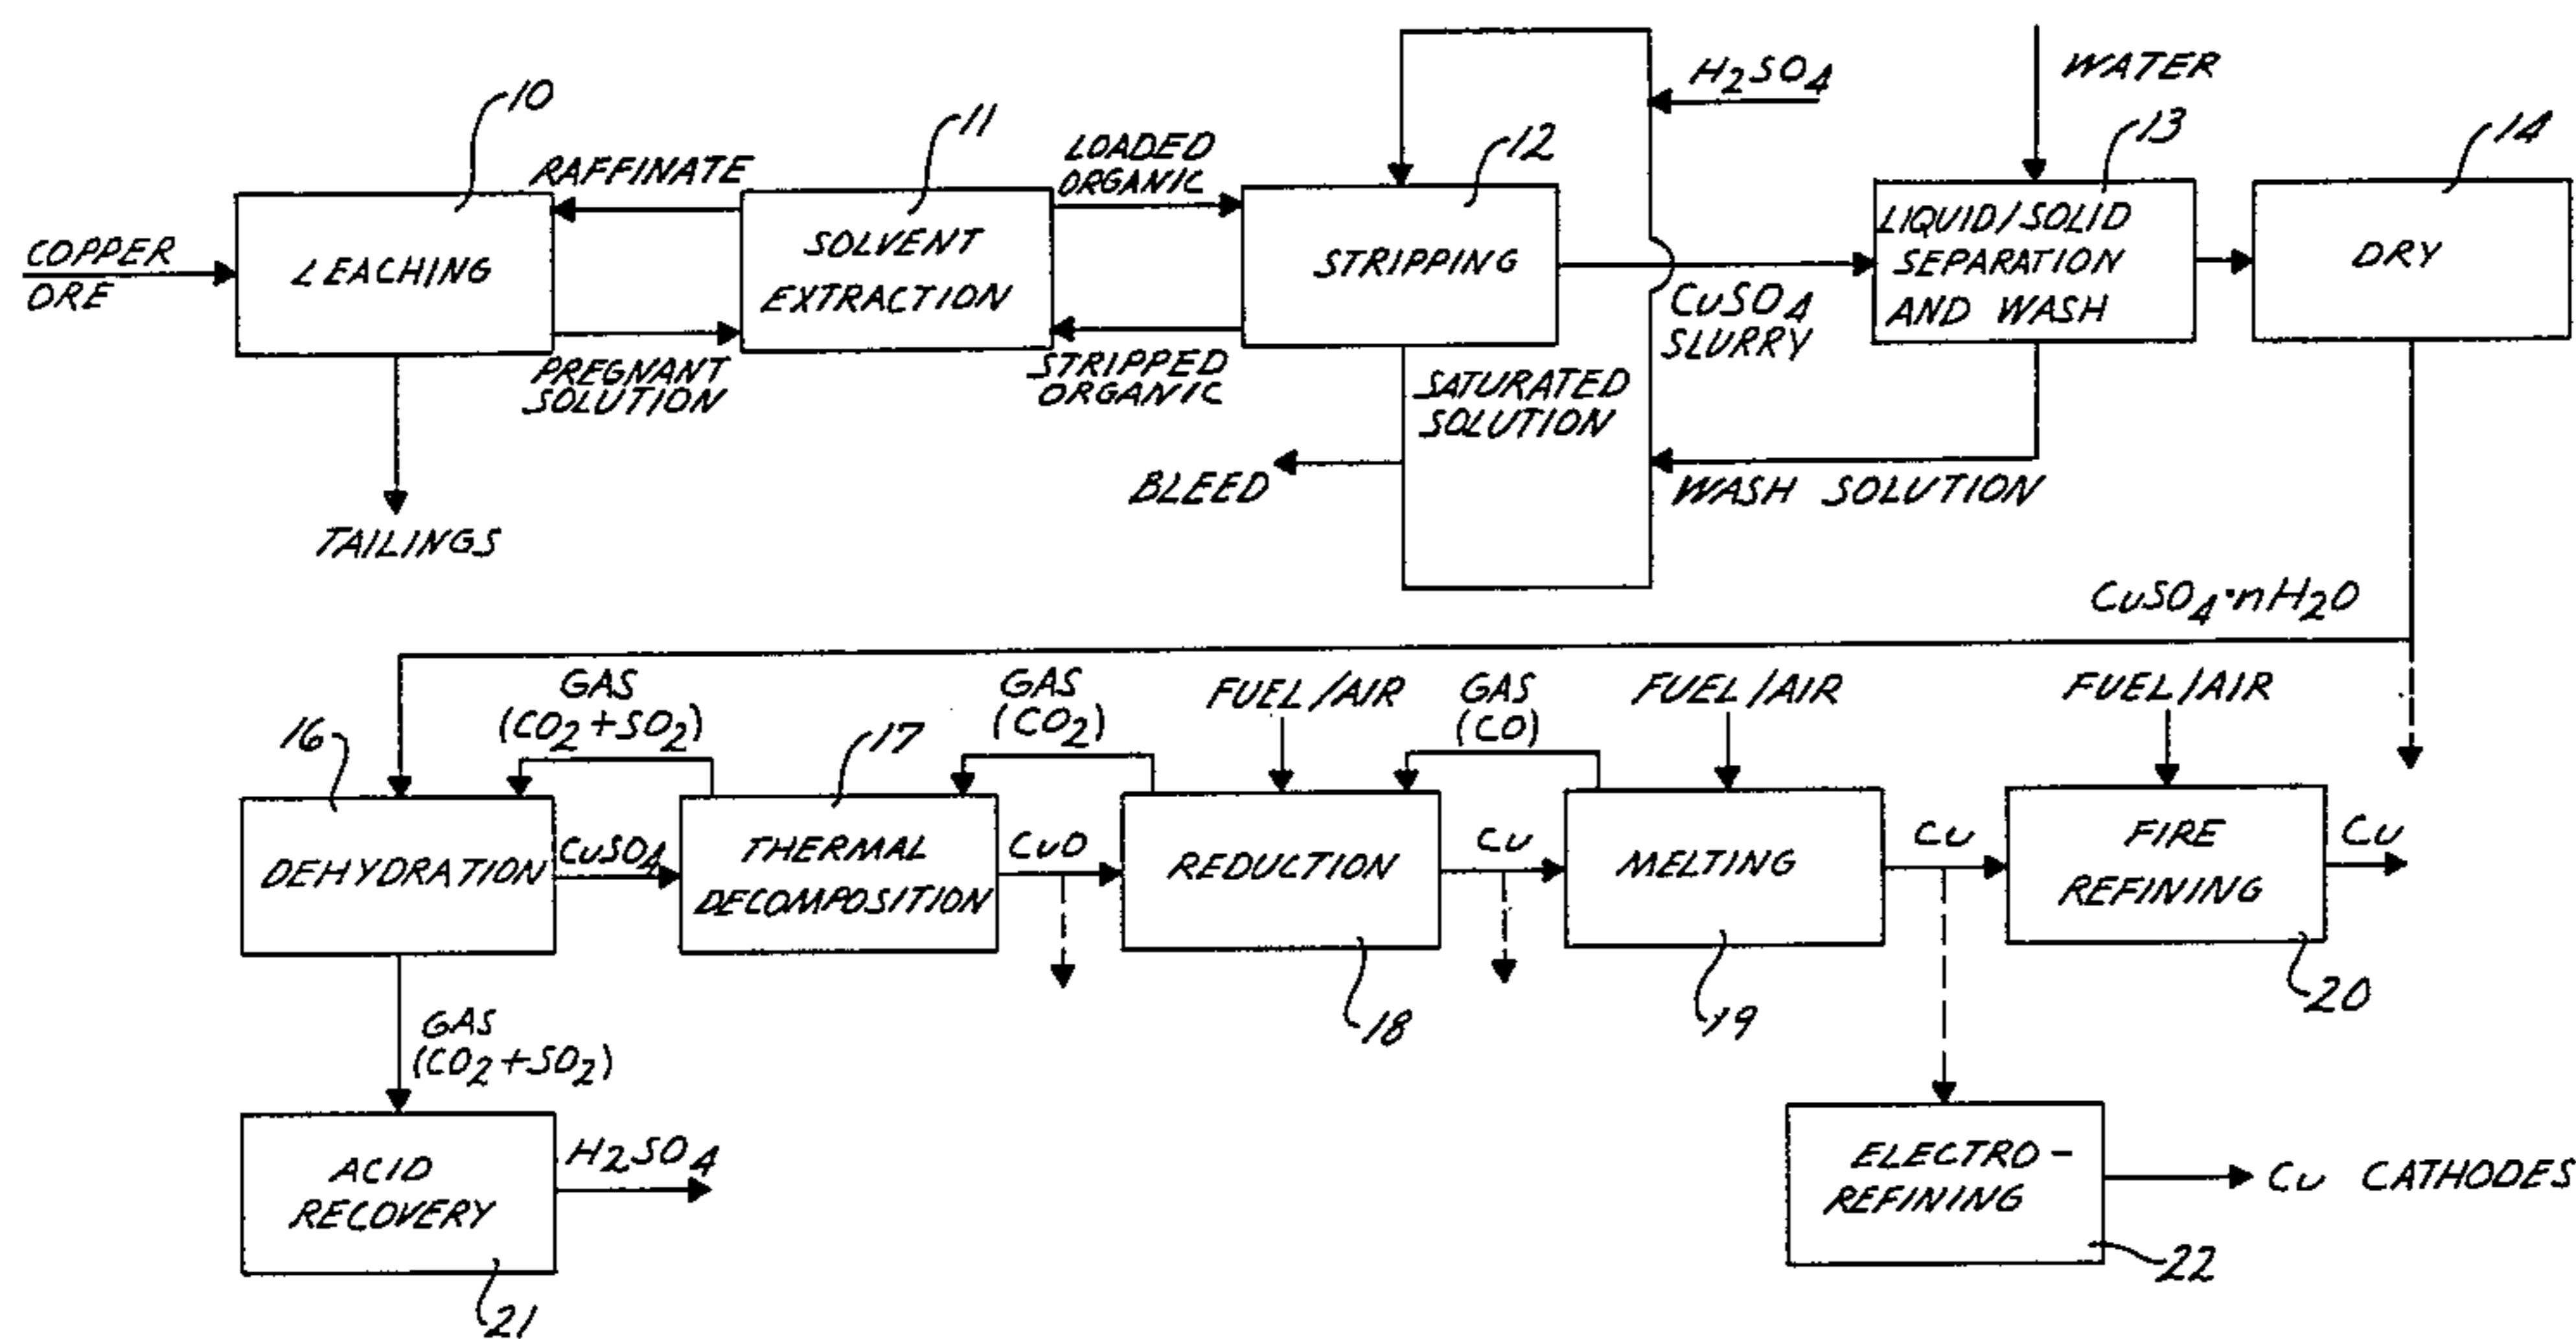 10
RAFFINATE
COPPER
ORE
LEACHING
PREGNANT
SOLUTION
TAILINGS
11
SOLVENT
EXTRACTION
LOADED
ORGANIC
STRIPPED
ORGANIC
12
STRIPPING
H2SO4
SATURATED
SOLUTION
BLEED
CuSO4
SLURRY
WATER
13
LIQUID/SOLID
SEPARATION
AND WASH
WASH SOLUTION
14
DRY
CuSO4·nH2O
16
DEHYDRATION
GAS
(CO2+SO2)
CuSO4
17
THERMAL
DECOMPOSITION
GAS
(CO2)
CuO
FUEL/AIR
REDUCTION
18
GAS
(CO)
Cu
FUEL/AIR
MELTING
19
Cu
FUEL/AIR
FIRE
REFINING
20
Cu
GAS
(CO2+SO2)
ACID
RECOVERY
21
H2SO4
ELECTRO-
REFINING
22
Cu CATHODES